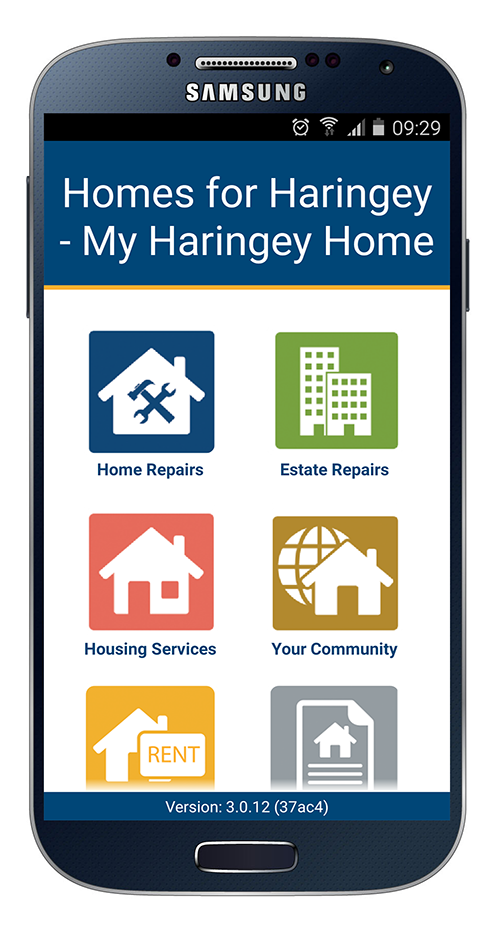 SAMSUNG
09:29
Homes for Haringey
- My Haringey Home
Home Repairs
Estate Repairs
Housing Services
Your Community
RENT
Version: 3.0.12 (37ac4)